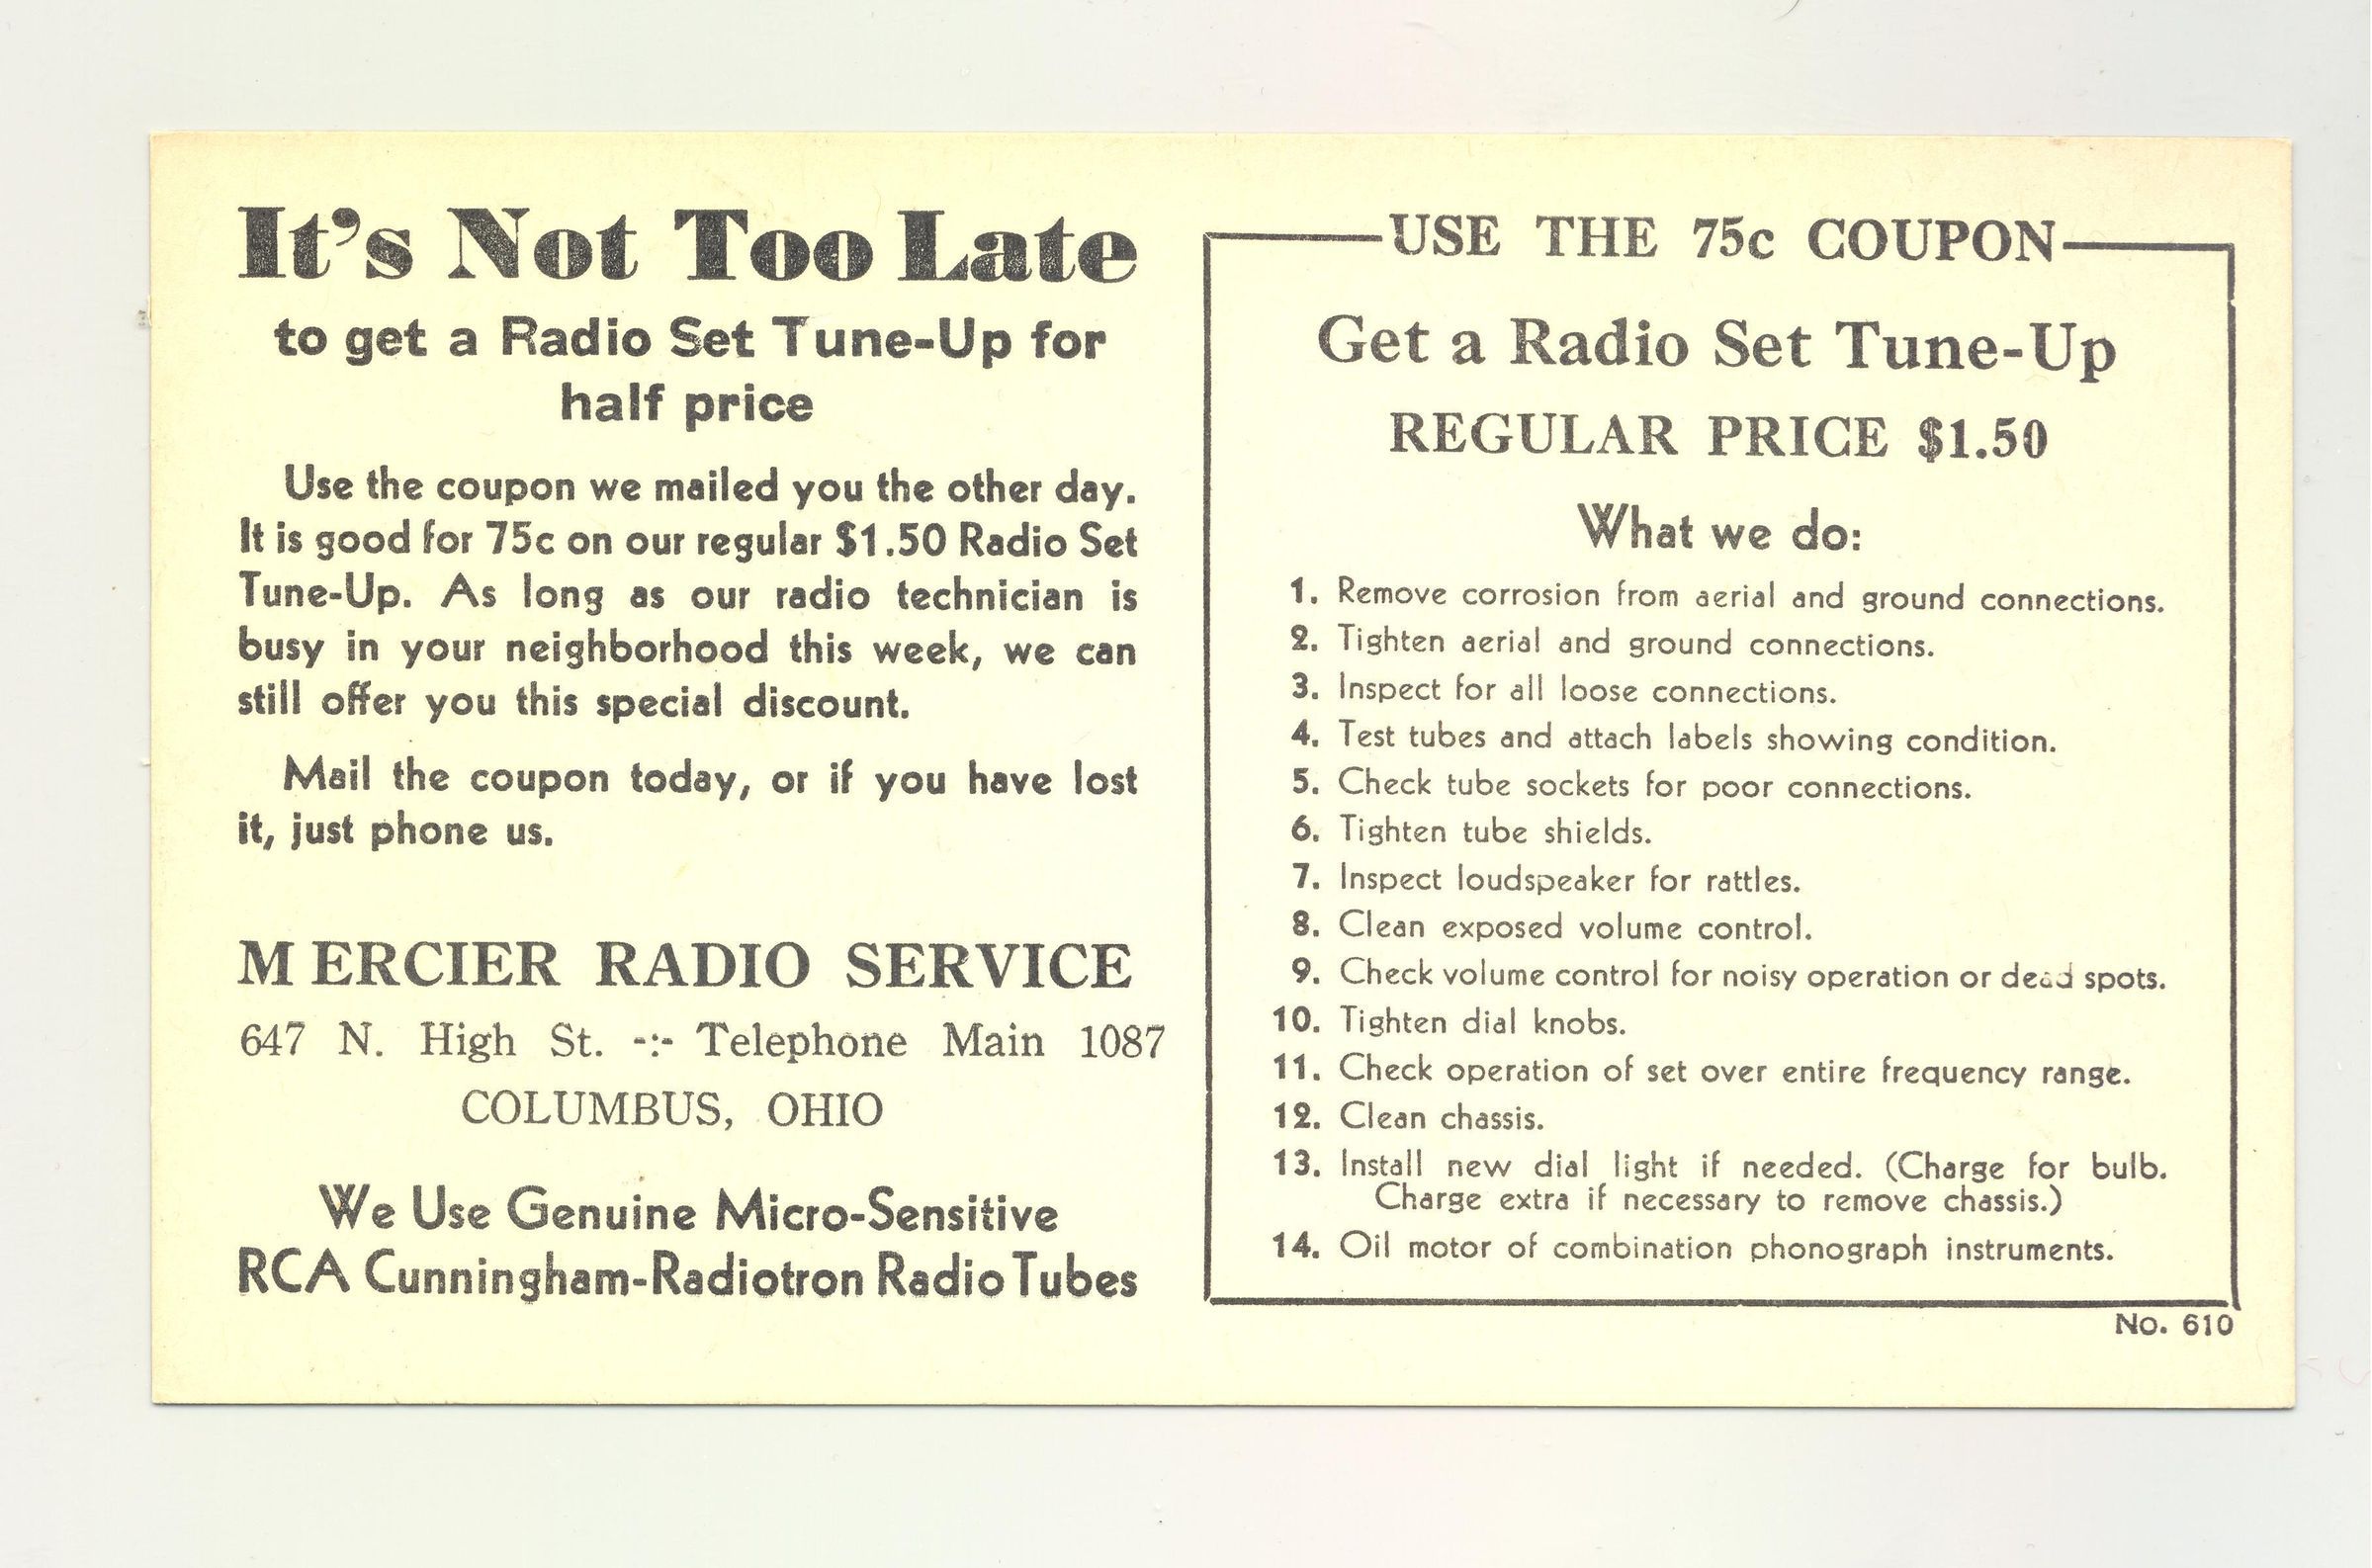 It's Not Too Late
to get a Radio Set Tune-Up for
half price
Use the coupon we mailed you the other day.
It is good for 75c on our regular $1.50 Radio Set
Tune-Up. As long as our radio technician is
busy in your neighborhood this week, we can
still offer you this special discount.
Mail the coupon today, or if you have lost
it, just phone us.
MERCIER RADIO SERVICE
647 N. High St. -:- Telephone Main 1087
COLUMBUS, OHIO
We Use Genuine Micro-Sensitive
RCA Cunningham-Radiotron Radio Tubes
USE THE 75c COUPON
Get a Radio Set Tune-Up
REGULAR PRICE $1.50
What we do:
1. Remove corrosion from aerial and ground connections.
2. Tighten aerial and ground connections.
3. Inspect for all loose connections.
4. Test tubes and attach labels showing condition.
5. Check tube sockets for poor connections.
6. Tighten tube shields.
7. Inspect loudspeaker for rattles.
8. Clean exposed volume control.
9. Check volume control for noisy operation or dead spots.
10. Tighten dial knobs.
11. Check operation of set over entire frequency range.
12. Clean chassis.
13. Install new dial light if needed. (Charge for bulb.
Charge extra if necessary to remove chassis.)
14. Oil motor of combination phonograph instruments.
No. 610